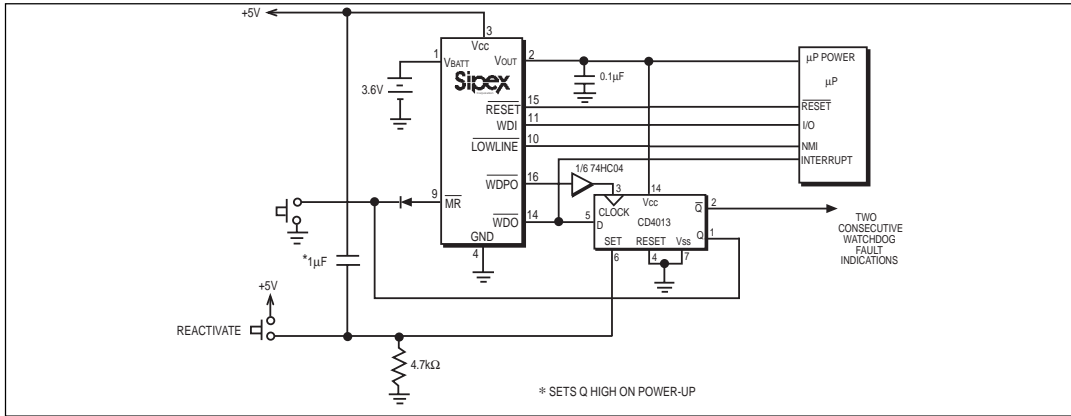 +5V
3
VCC
1
VBATT
VOUT
2
µP POWER
µP
0.1µF
3.6V
Sipex
RESET
15
RESET
WDI
11
I/O
LOWLINE
10
NMI
INTERRUPT
1/6 74HC04
WDPO
16
3
14
VCC
CLOCK
Q
2
9
MR
WDO
14
5
D
CD4013
TWO
CONSECUTIVE
WATCHDOG
FAULT
INDICATIONS
GND
4
SET
RESET
VSS
Q
1
6
4
7
*1µF
+5V
REACTIVATE
4.7kΩ
* SETS Q HIGH ON POWER-UP